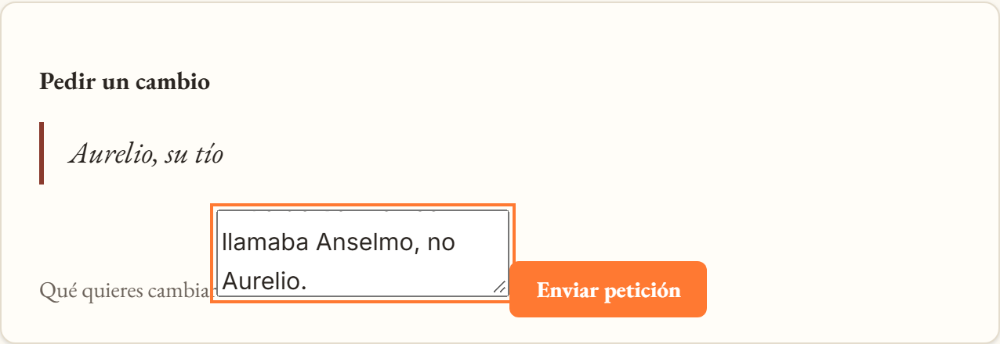 Pedir un cambio
Aurelio, su tío
llamaba Anselmo, no
Aurelio.
Qué quieres cambiar
Enviar petición